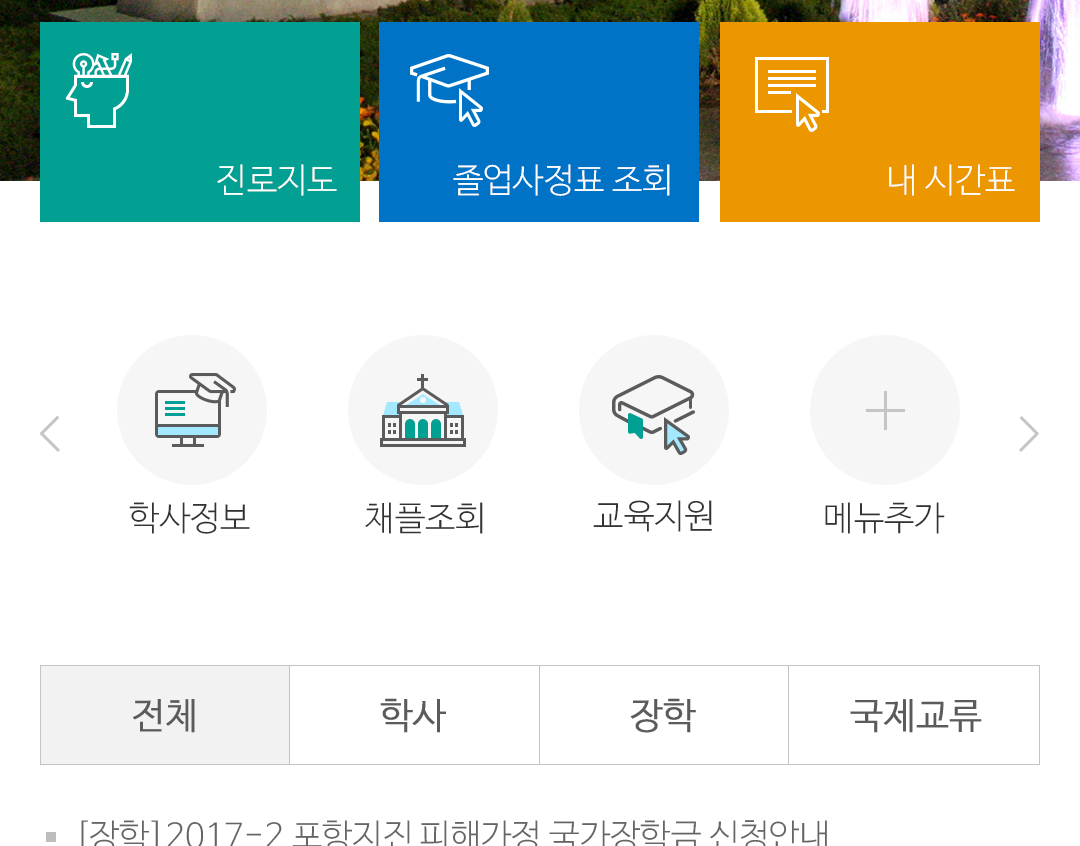 진로지도
졸업사정표 조회
내 시간표
학사정보
채플조회
교육지원
메뉴추가
전체
학사
장학
국제교류
[장학]2017-2 포항지진 피해가정 국가장학금 신청안내